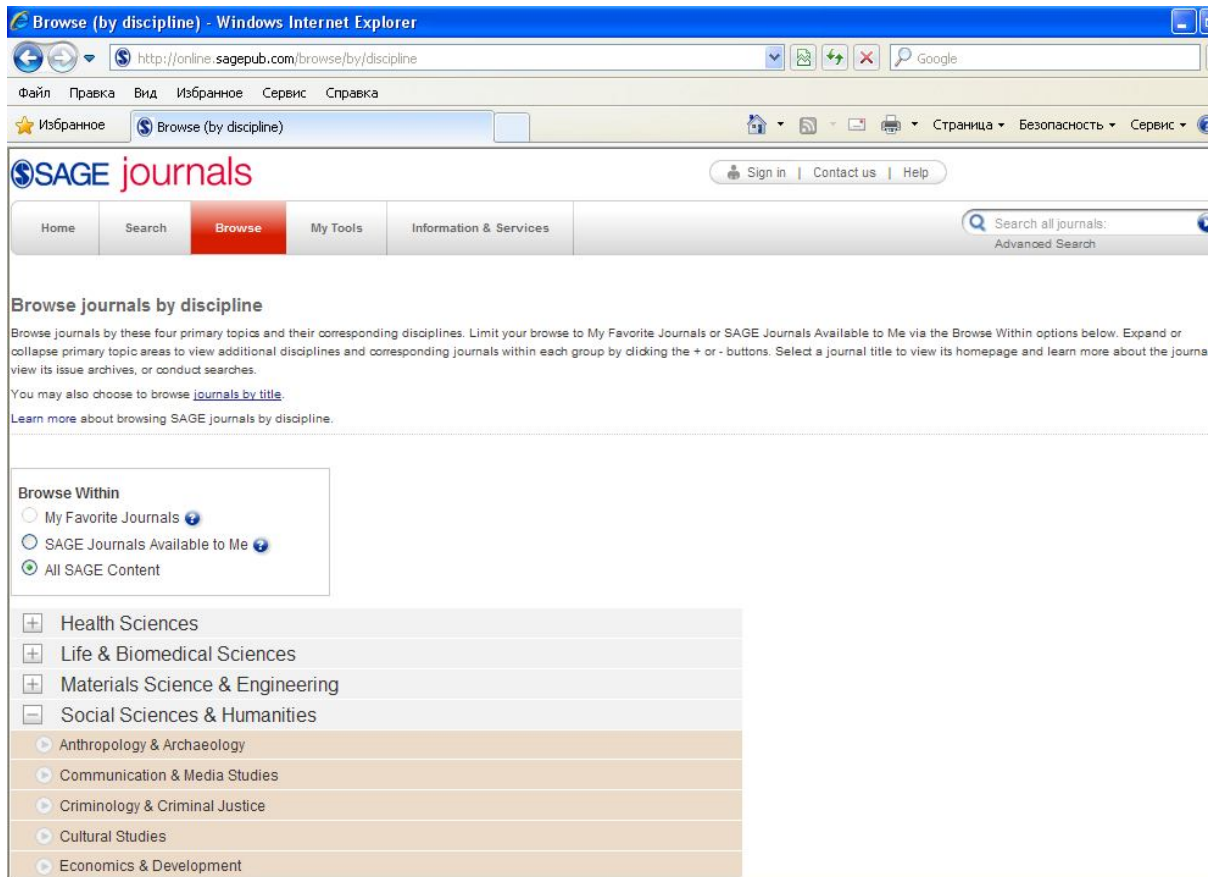 Browse (by discipline) - Windows Internet Explorer
http://online.sagepub.com/browse/by/discipline
Google
Файл Правка Вид Избранное Сервис Справка
Избранное
Browse (by discipline)
Страница Безопасность Сервис
SAGE journals
Sign in | Contact us | Help
Home Search Browse My Tools Information & Services
Search all journals:
Advanced Search
Browse journals by discipline
Browse journals by these four primary topics and their corresponding disciplines. Limit your browse to My Favorite Journals or SAGE Journals Available to Me via the Browse Within options below. Expand or
collapse primary topic areas to view additional disciplines and corresponding journals within each group by clicking the + or - buttons. Select a journal title to view its homepage and learn more about the journa
view its issue archives, or conduct searches.
You may also choose to browse journals by title.
Learn more about browsing SAGE journals by discipline.
Browse Within
My Favorite Journals
SAGE Journals Available to Me
All SAGE Content
Health Sciences
Life & Biomedical Sciences
Materials Science & Engineering
Social Sciences & Humanities
Anthropology & Archaeology
Communication & Media Studies
Criminology & Criminal Justice
Cultural Studies
Economics & Development